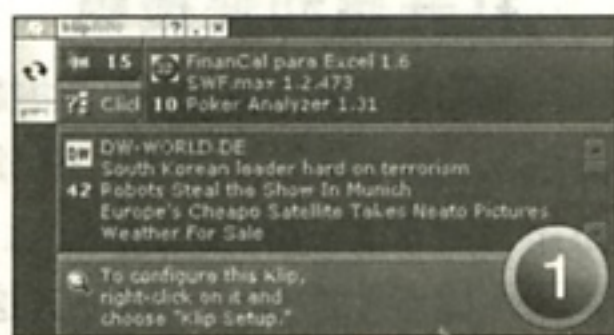 ? . x
15
FinanCal para Excel 1.6
SWF.max 1.2.473
Clicl 10 Poker Analyzer 1.31
DW DW-WORLD.DE
South Korean leader hard on terrorism
42 Robots Steal the Show In Munich
Europe's Cheapo Satellite Takes Neato Pictures
Weather For Sale
To configure this Klip,
right-click on it and
choose "Klip Setup."
1